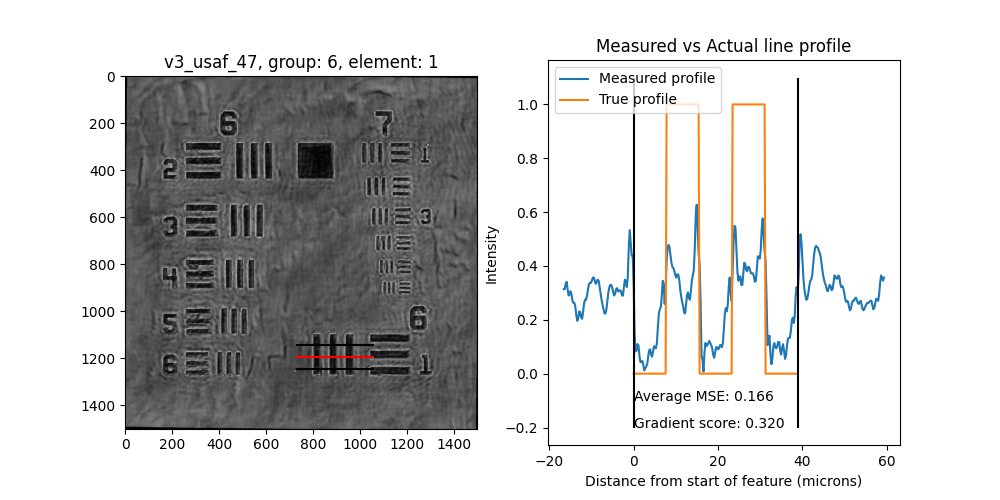 v3_usaf_47, group: 6, element: 1
0
200
400
600
800
1000
1200
1400
0 200 400 600 800 1000 1200 1400
6 7
2 1
3 3
4
5 6
6 1
Measured vs Actual line profile
Measured profile
True profile
Intensity
1.0
0.8
0.6
0.4
0.2
0.0
−0.2
Average MSE: 0.166
Gradient score: 0.320
−20 0 20 40 60
Distance from start of feature (microns)